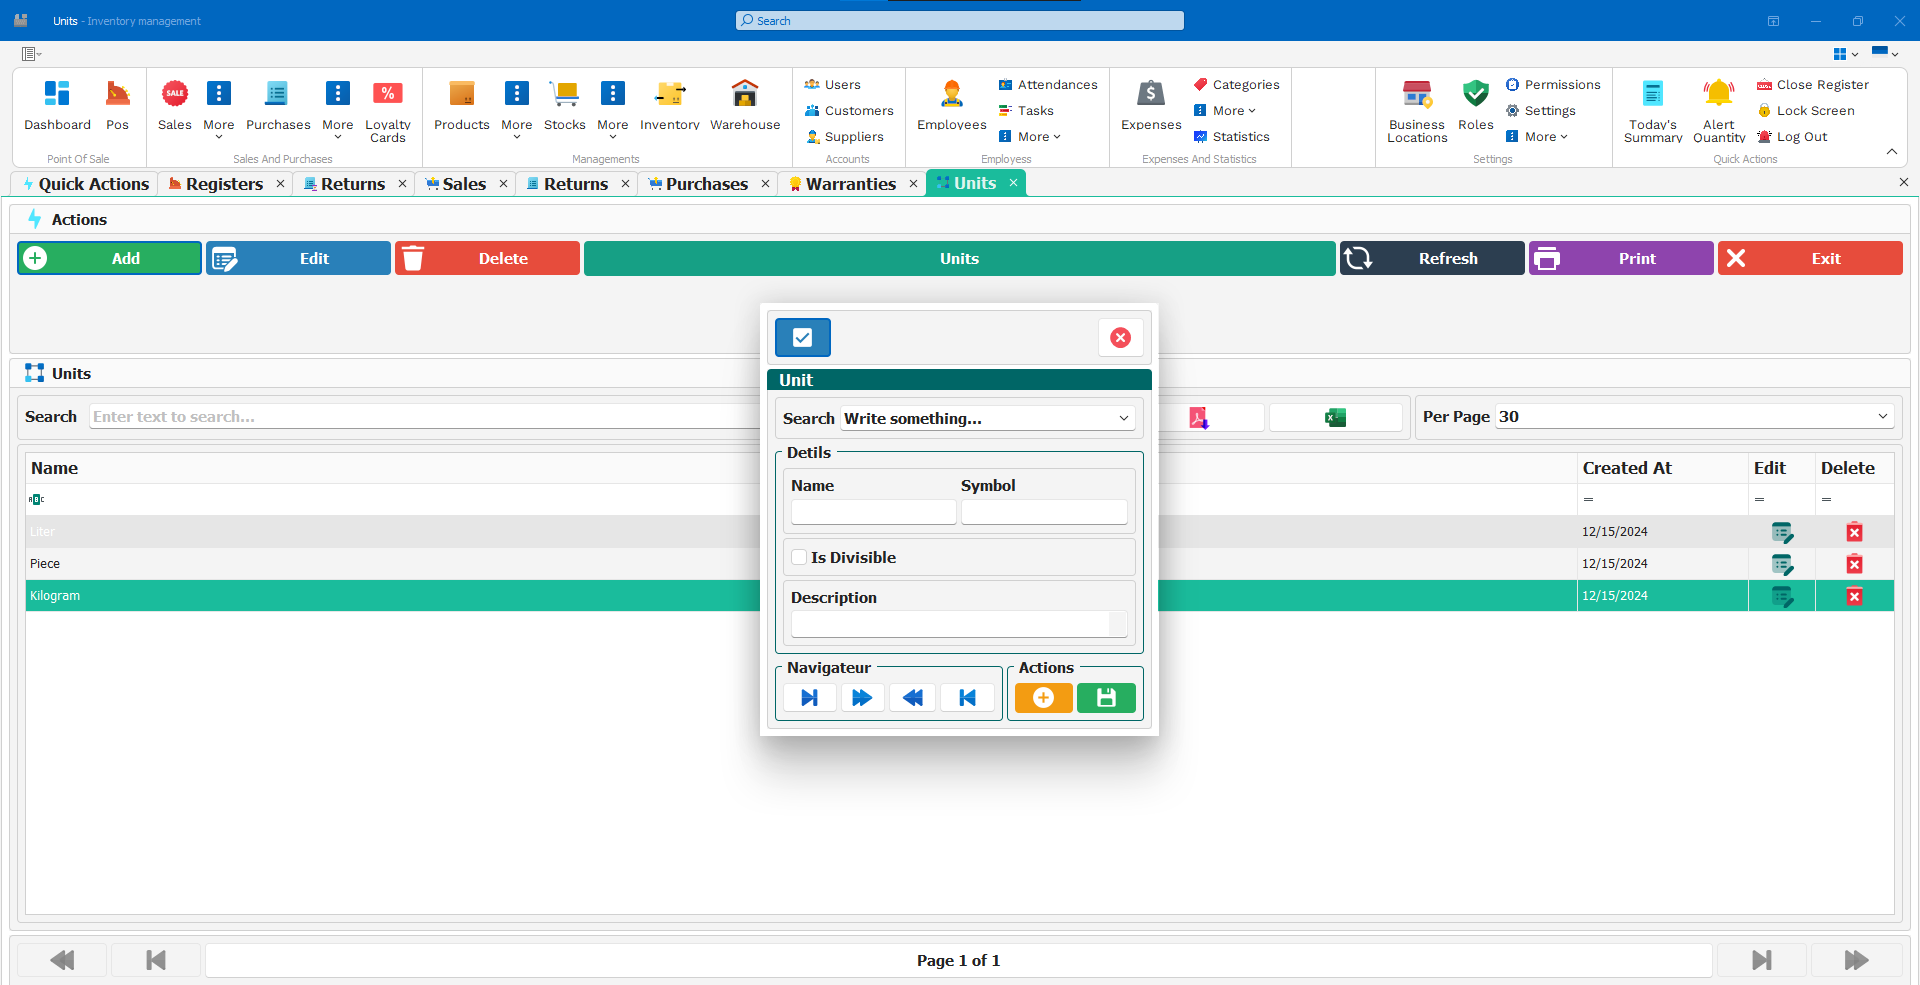 Units - Inventory management
Search
Dashboard
Pos
Point Of Sale
Sales
More
Purchases
More
Loyalty
Cards
Sales And Purchases
Products
More
Stocks
More
Inventory
Warehouse
Managements
Users
Customers
Suppliers
Accounts
Employees
Attendances
Tasks
More
Employess
Expenses
Categories
More
Statistics
Expenses And Statistics
Business
Locations
Roles
Permissions
Settings
More
Settings
Today's
Summary
Alert
Quantity
Close Register
Lock Screen
Log Out
Quick Actions
Quick Actions
Registers
Returns
Sales
Returns
Purchases
Warranties
Units
Actions
Add
Edit
Delete
Units
Refresh
Print
Exit
Units
Search
Enter text to search...
Per Page
30
Name
Created At
Edit
Delete
Liter
12/15/2024
Piece
12/15/2024
Kilogram
12/15/2024
Unit
Search
Write something...
Detils
Name
Symbol
Is Divisible
Description
Navigateur
Actions
Page 1 of 1